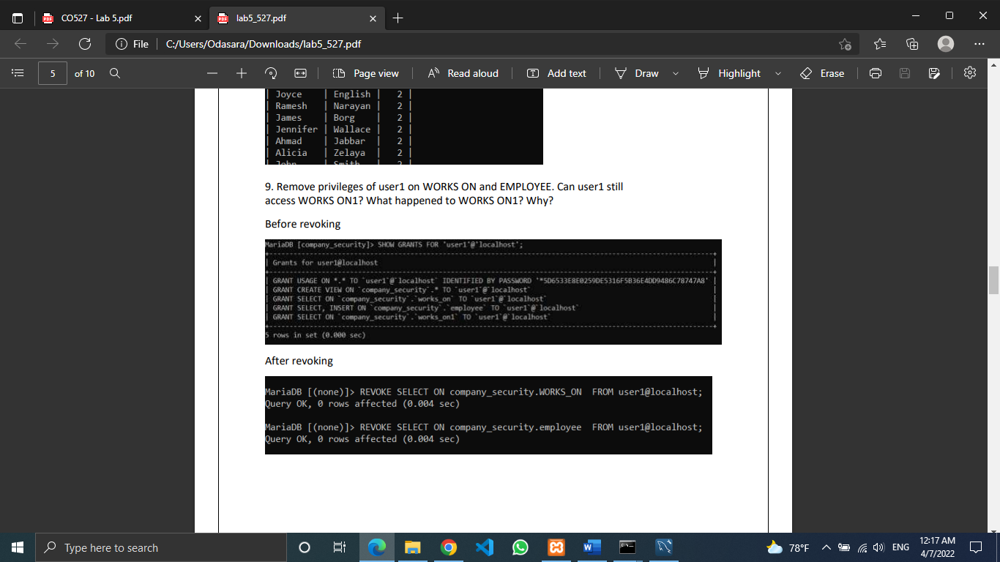 CO527 - Lab 5.pdf
lab5_527.pdf
File
C:/Users/Odasara/Downloads/lab5_527.pdf
5 of 10
Page view
Read aloud
Add text
Draw
Highlight
Erase
| Joyce | English | 2 |
| Ramesh | Narayan | 2 |
| James | Borg | 2 |
| Jennifer | Wallace | 2 |
| Ahmad | Jabbar | 2 |
| Alicia | Zelaya | 2 |
| John | Smith | 2 |
9. Remove privileges of user1 on WORKS ON and EMPLOYEE. Can user1 still
access WORKS ON1? What happened to WORKS ON1? Why?
Before revoking
MariaDB [company_security]> SHOW GRANTS FOR 'user1'@'localhost';
| Grants for user1@localhost |
| GRANT USAGE ON *.* TO `user1`@`localhost` IDENTIFIED BY PASSWORD '*5D6533E8E0259DE5316F5B36E4DD9486C78747A8' |
| GRANT CREATE VIEW ON `company_security`.* TO `user1`@`localhost` |
| GRANT SELECT ON `company_security`.`works_on` TO `user1`@`localhost` |
| GRANT SELECT, INSERT ON `company_security`.`employee` TO `user1`@`localhost` |
| GRANT SELECT ON `company_security`.`works_on1` TO `user1`@`localhost` |
5 rows in set (0.000 sec)
After revoking
MariaDB [(none)]> REVOKE SELECT ON company_security.WORKS_ON  FROM user1@localhost;
Query OK, 0 rows affected (0.004 sec)
MariaDB [(none)]> REVOKE SELECT ON company_security.employee  FROM user1@localhost;
Query OK, 0 rows affected (0.004 sec)
Type here to search
78°F
ENG
12:17 AM
4/7/2022